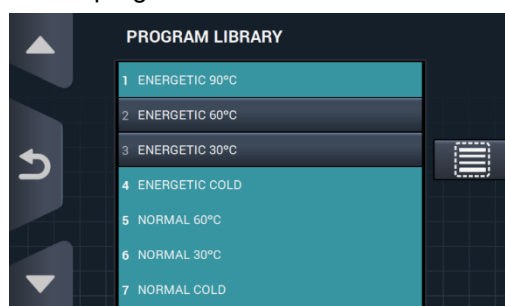 PROGRAM LIBRARY
1 ENERGETIC 90ºC
2 ENERGETIC 60ºC
3 ENERGETIC 30ºC
4 ENERGETIC COLD
5 NORMAL 60ºC
6 NORMAL 30ºC
7 NORMAL COLD